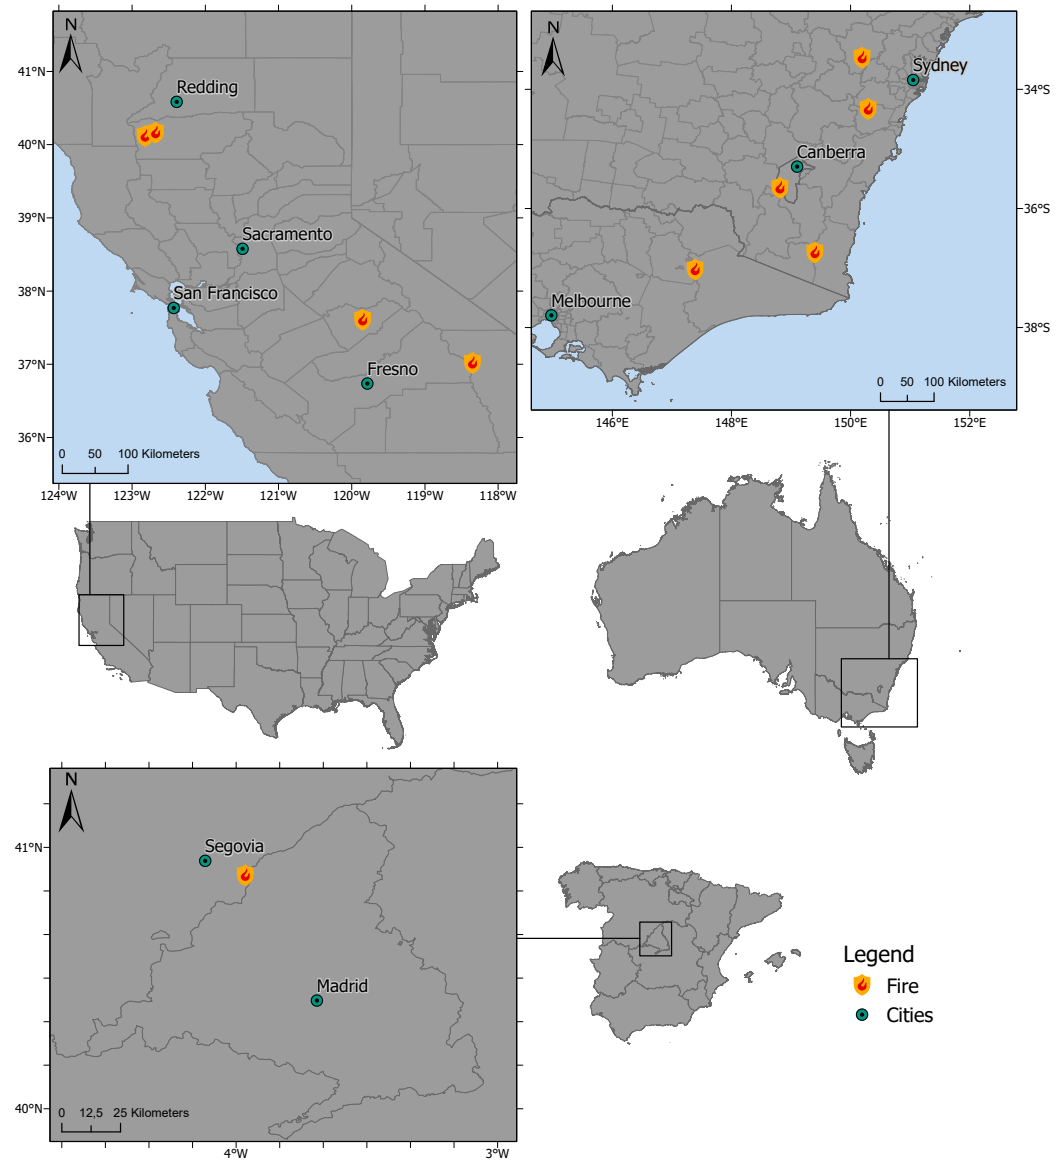 N
41°N
40°N
39°N
38°N
37°N
36°N
Redding
Sacramento
San Francisco
Fresno
0 50 100 Kilometers
124°W 123°W 122°W 121°W 120°W 119°W 118°W
N
Sydney
Canberra
Melbourne
34°S
36°S
38°S
0 50 100 Kilometers
146°E 148°E 150°E 152°E
N
41°N
40°N
Segovia
Madrid
0 12,5 25 Kilometers
4°W 3°W
Legend
Fire
Cities